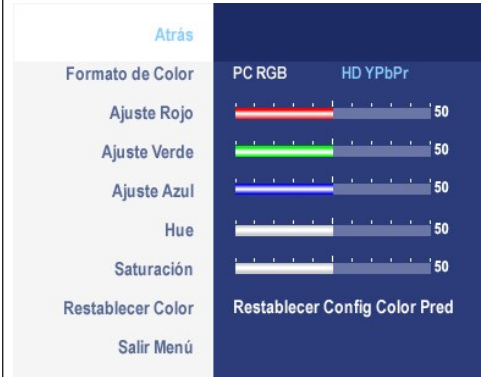 Atrás
Formato de Color PC RGB HD YPbPr
Ajuste Rojo 50
Ajuste Verde 50
Ajuste Azul 50
Hue 50
Saturación 50
Restablecer Color Restablecer Config Color Pred
Salir Menú